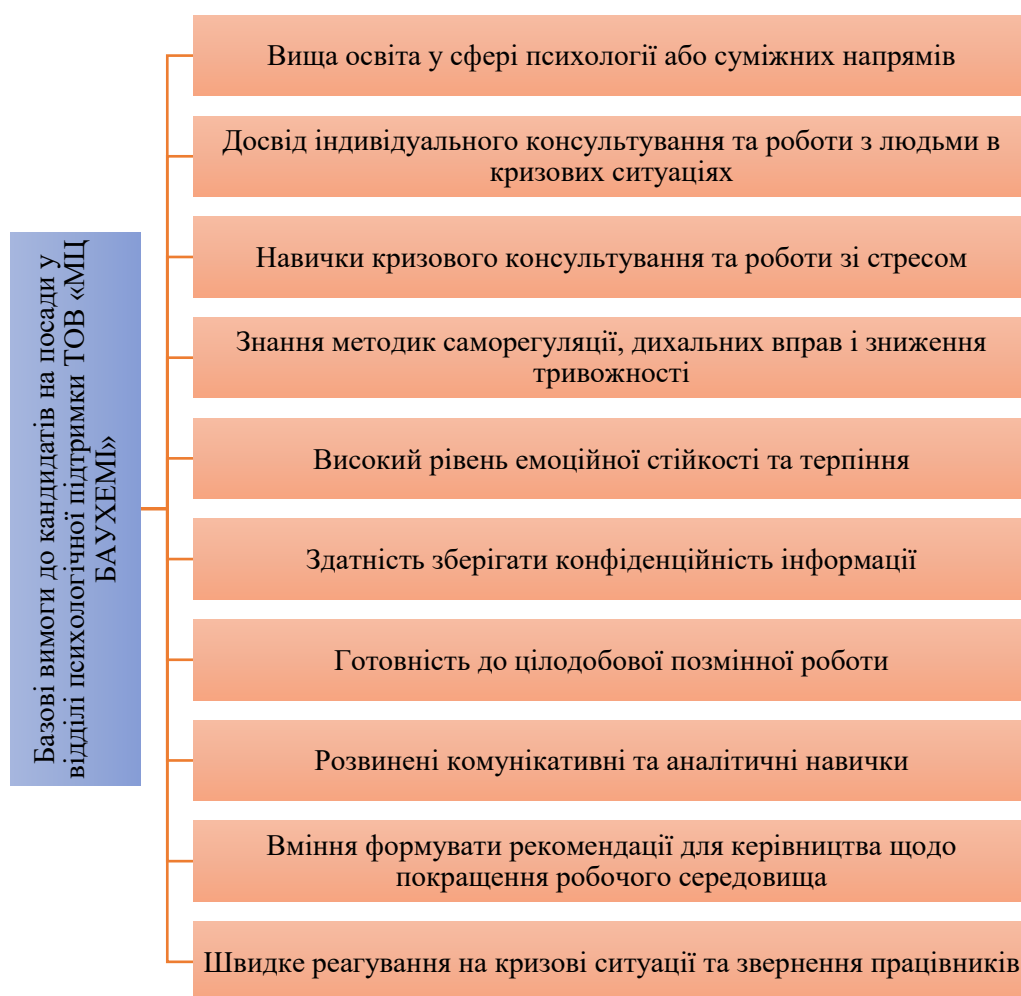 Базові вимоги до кандидатів на посади у
відділі психологічної підтримки ТОВ «МЦ
БАУХЕМІ»
Вища освіта у сфері психології або суміжних напрямів
Досвід індивідуального консультування та роботи з людьми в
кризових ситуаціях
Навички кризового консультування та роботи зі стресом
Знання методик саморегуляції, дихальних вправ і зниження
тривожності
Високий рівень емоційної стійкості та терпіння
Здатність зберігати конфіденційність інформації
Готовність до цілодобової позмінної роботи
Розвинені комунікативні та аналітичні навички
Вміння формувати рекомендації для керівництва щодо
покращення робочого середовища
Швидке реагування на кризові ситуації та звернення працівників